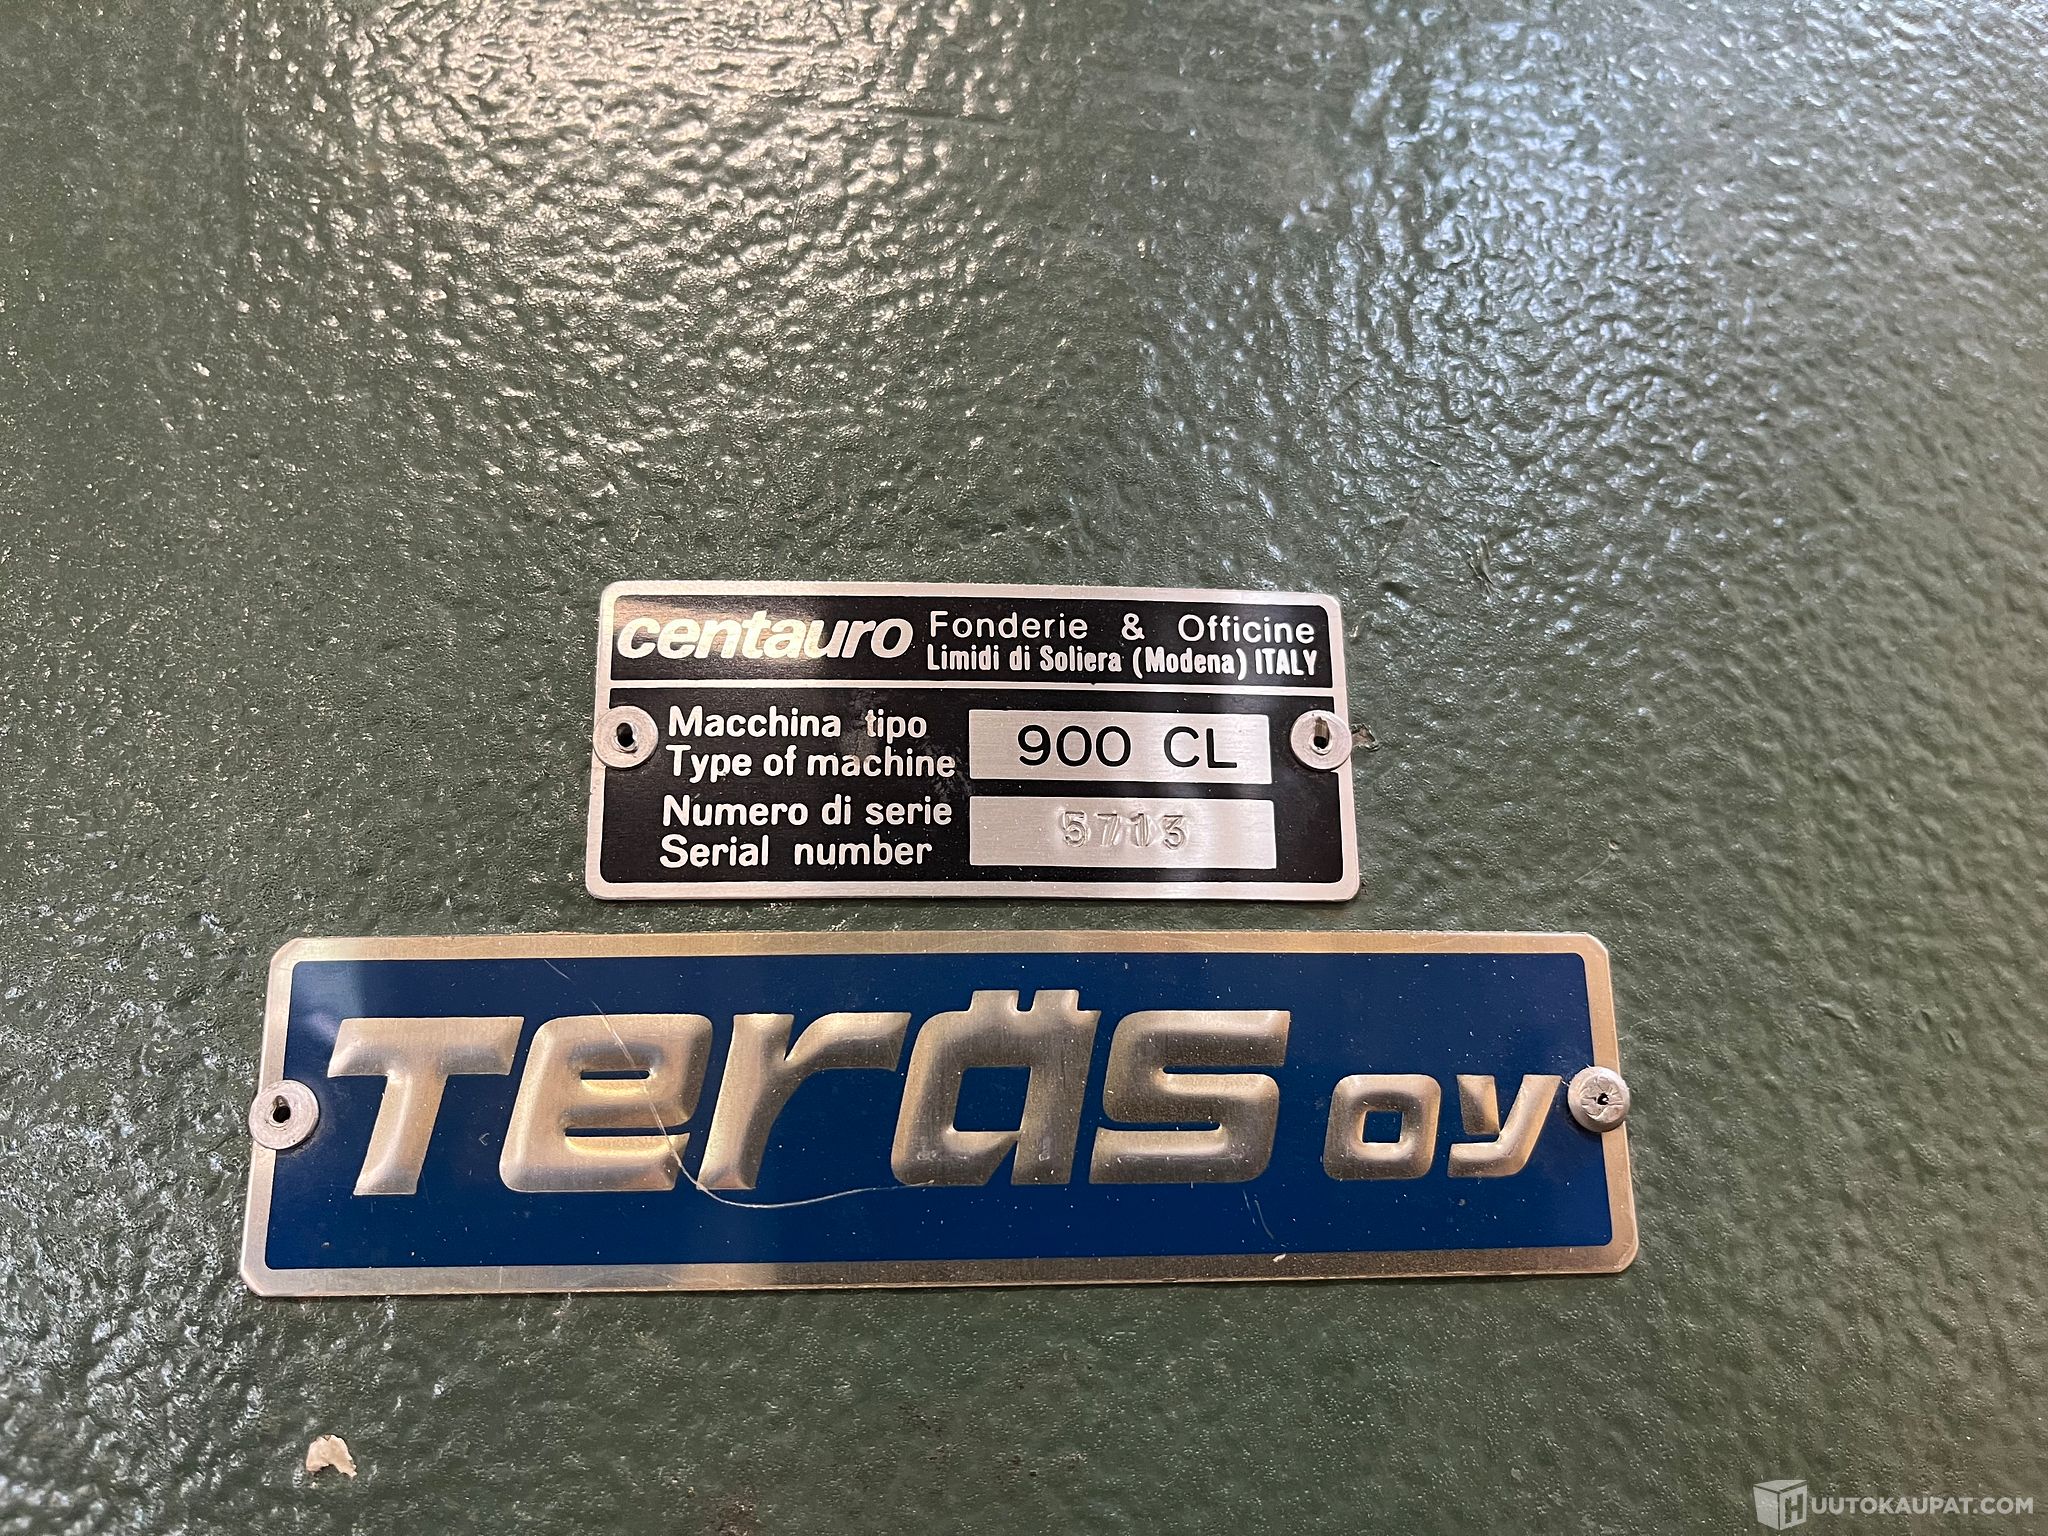 centauro Fonderie & Officine
Limidi di Soliera (Modena) ITALY
Macchina tipo
Type of machine
900 CL
Numero di serie
Serial number
5713
Teräs oy
HUUTOKAUPAT.COM